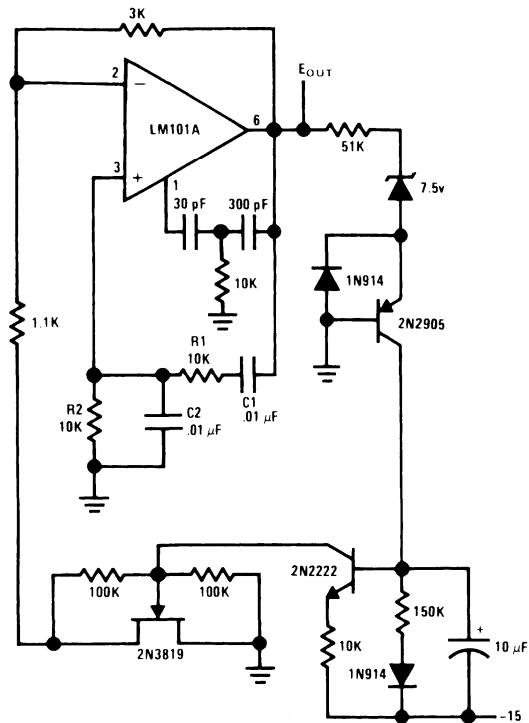 3K
2
−
LM101A
6
E_OUT
3
+
1
51K
7.5v
30 pF
300 pF
10K
1N914
2N2905
1.1K
R1
10K
C1
.01 µF
R2
10K
C2
.01 µF
100K
100K
2N3819
2N2222
10K
150K
1N914
+
10 µF
−15